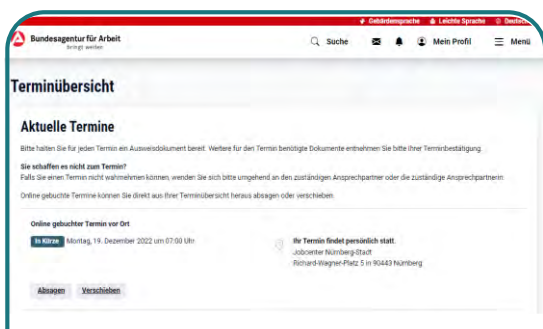 Gebärdensprache Leichte Sprache Deutsch
Bundesagentur für Arbeit
bringt weiter.
Suche Mein Profil Menü
Terminübersicht
Aktuelle Termine
Bitte halten Sie für jeden Termin ein Ausweisdokument bereit. Weitere für den Termin benötigte Dokumente entnehmen Sie bitte Ihrer Terminbestätigung.
Sie schaffen es nicht zum Termin?
Falls Sie einen Termin nicht wahrnehmen können, wenden Sie sich bitte umgehend an den zuständigen Ansprechpartner oder die zuständige Ansprechpartnerin.
Online gebuchte Termine können Sie direkt aus Ihrer Terminübersicht heraus absagen oder verschieben.
Online gebuchter Termin vor Ort
In Kürze Montag, 19. Dezember 2022 um 07:00 Uhr
Ihr Termin findet persönlich statt.
Jobcenter Nürnberg-Stadt
Richard-Wagner-Platz 5 in 90443 Nürnberg
Absagen Verschieben